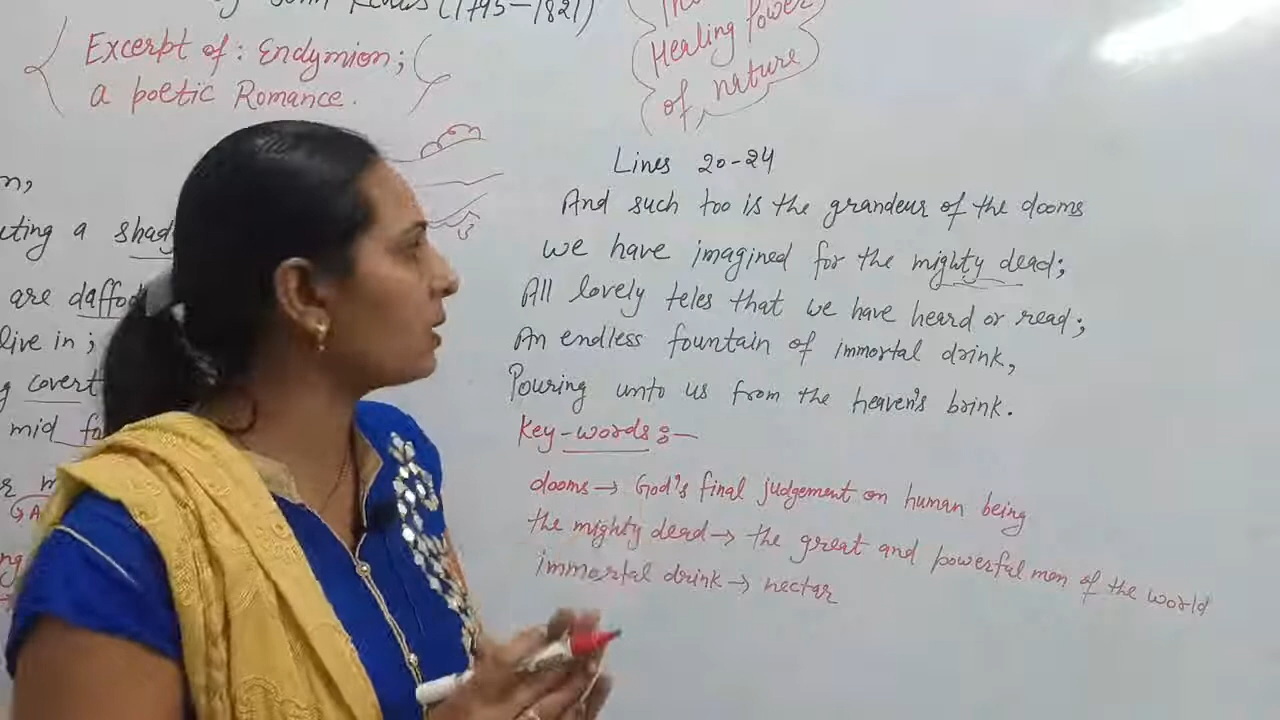 by John Keats (1795-1821)
Excerpt of: Endymion;
a poetic Romance.
Healing Power
of nature
Lines 20-24
And such too is the grandeur of the dooms
we have imagined for the mighty dead;
All lovely teles that we have heard or read;
An endless fountain of immortal drink,
Pouring unto us from the heaven's brink.
Key-words:-
dooms → God's final judgement on human being
the mighty dead → the great and powerful men of the world
immortal drink → nectar
eting a shad
are daffod
live in;
covert
mid fo